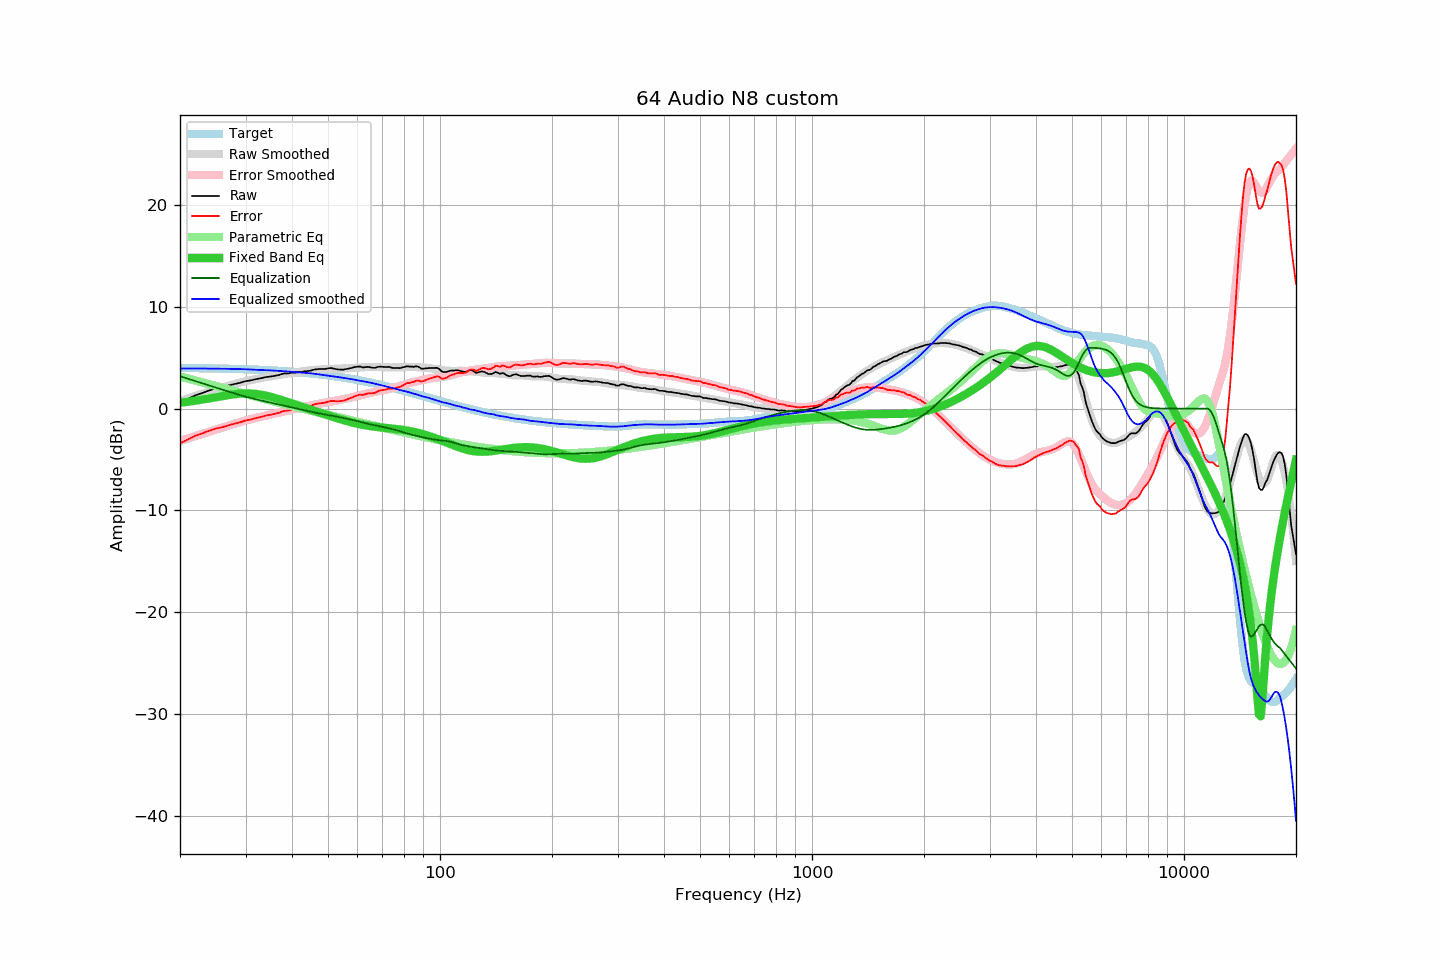 64 Audio N8 custom
Target
Raw Smoothed
Error Smoothed
Raw
Error
Parametric Eq
Fixed Band Eq
Equalization
Equalized smoothed
20
10
0
−10
−20
−30
−40
Amplitude (dBr)
100
1000
10000
Frequency (Hz)